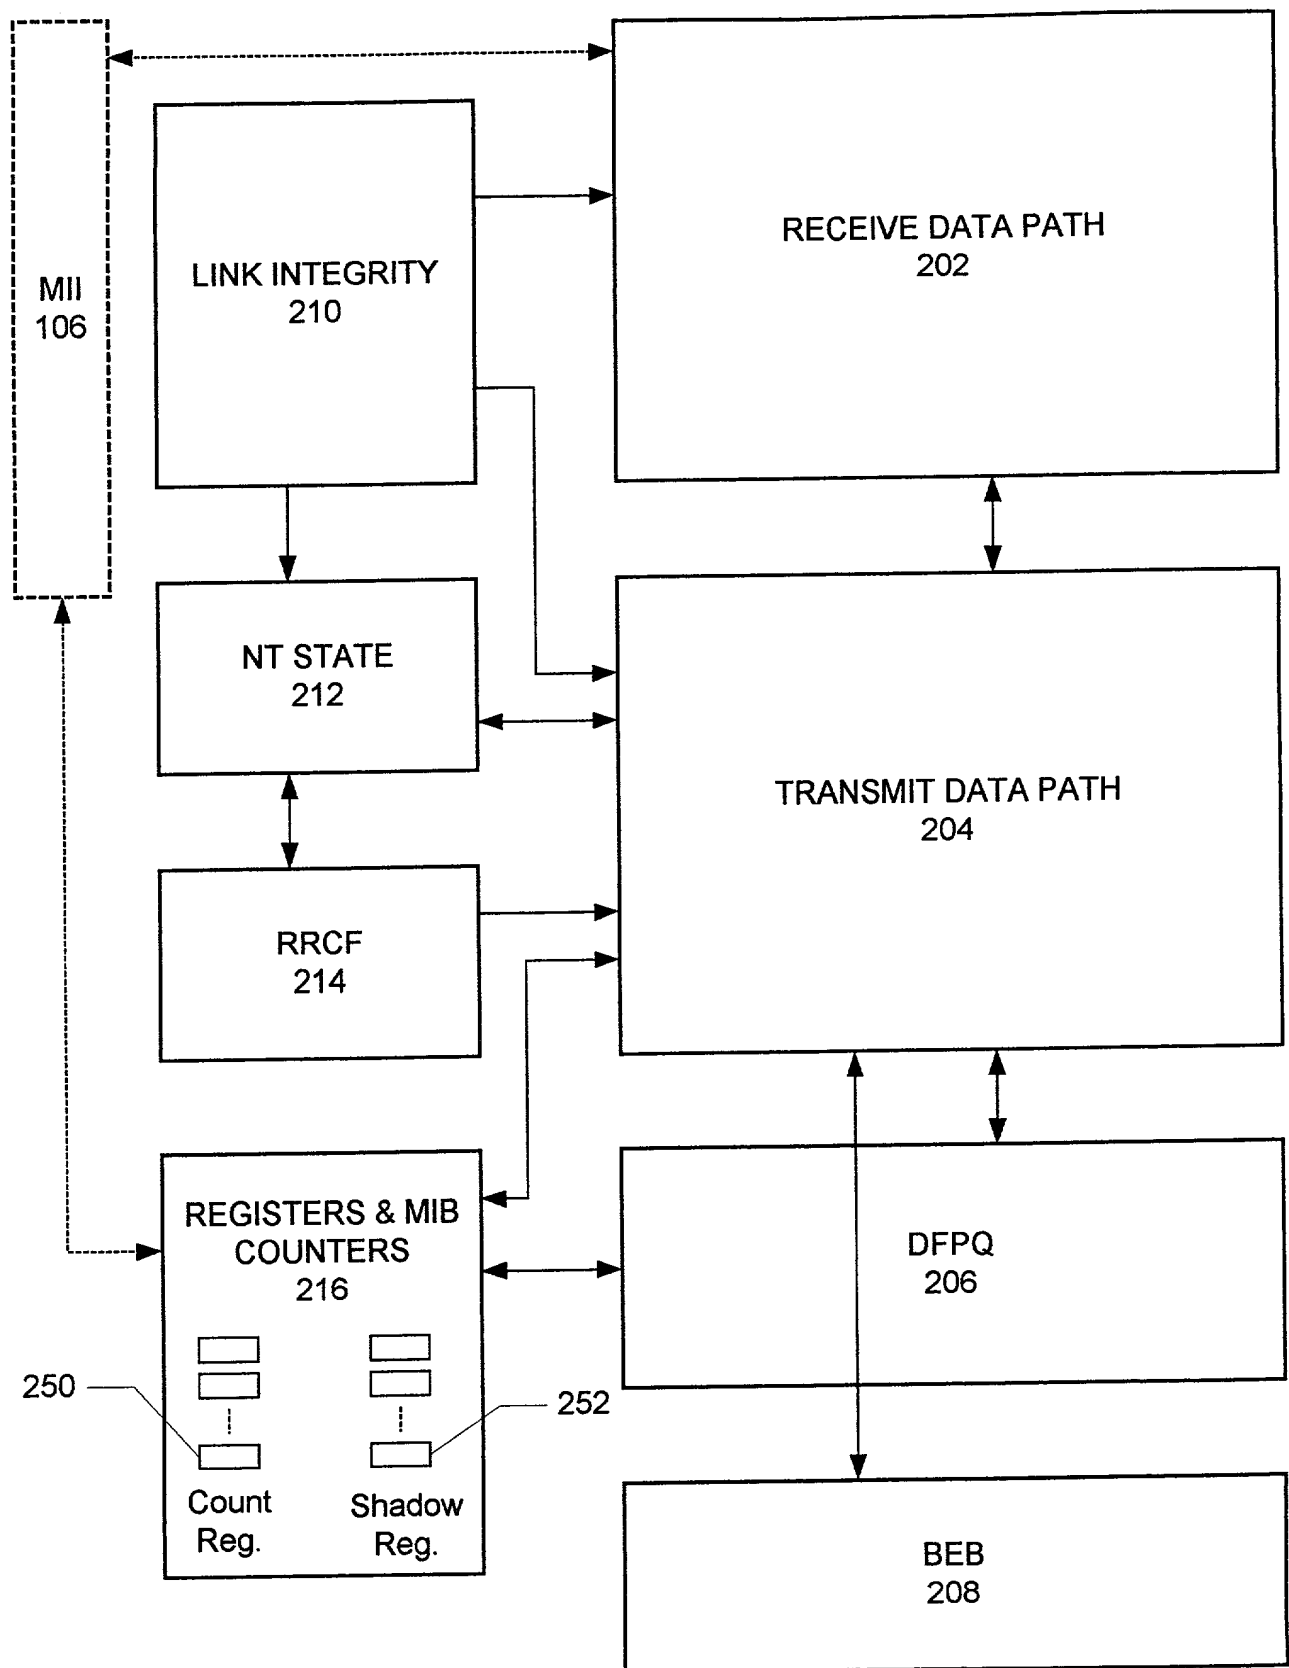 MII
106
LINK INTEGRITY
210
RECEIVE DATA PATH
202
NT STATE
212
TRANSMIT DATA PATH
204
RRCF
214
REGISTERS & MIB
COUNTERS
216
DFPQ
206
250
252
Count
Reg.
Shadow
Reg.
BEB
208